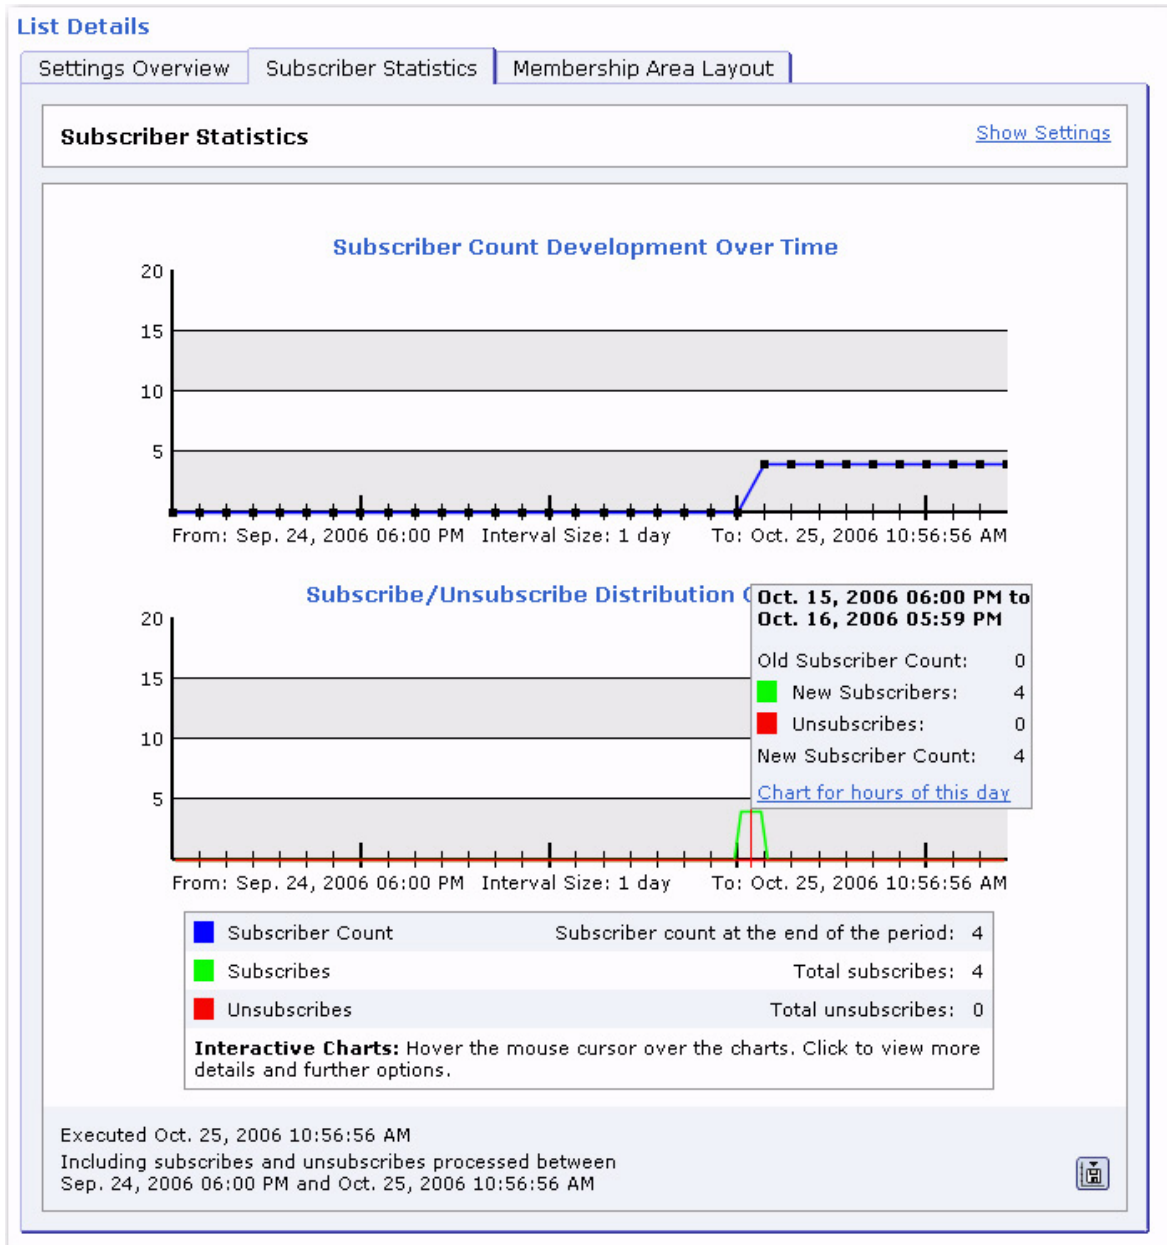 List Details
Settings Overview
Subscriber Statistics
Membership Area Layout
Subscriber Statistics
Show Settings
Subscriber Count Development Over Time
20
15
10
5
From: Sep. 24, 2006 06:00 PM Interval Size: 1 day To: Oct. 25, 2006 10:56:56 AM
Subscribe/Unsubscribe Distribution
20
15
10
5
Oct. 15, 2006 06:00 PM to
Oct. 16, 2006 05:59 PM
Old Subscriber Count: 0
New Subscribers: 4
Unsubscribes: 0
New Subscriber Count: 4
Chart for hours of this day
From: Sep. 24, 2006 06:00 PM Interval Size: 1 day To: Oct. 25, 2006 10:56:56 AM
Subscriber Count Subscriber count at the end of the period: 4
Subscribes Total subscribes: 4
Unsubscribes Total unsubscribes: 0
Interactive Charts: Hover the mouse cursor over the charts. Click to view more
details and further options.
Executed Oct. 25, 2006 10:56:56 AM
Including subscribes and unsubscribes processed between
Sep. 24, 2006 06:00 PM and Oct. 25, 2006 10:56:56 AM